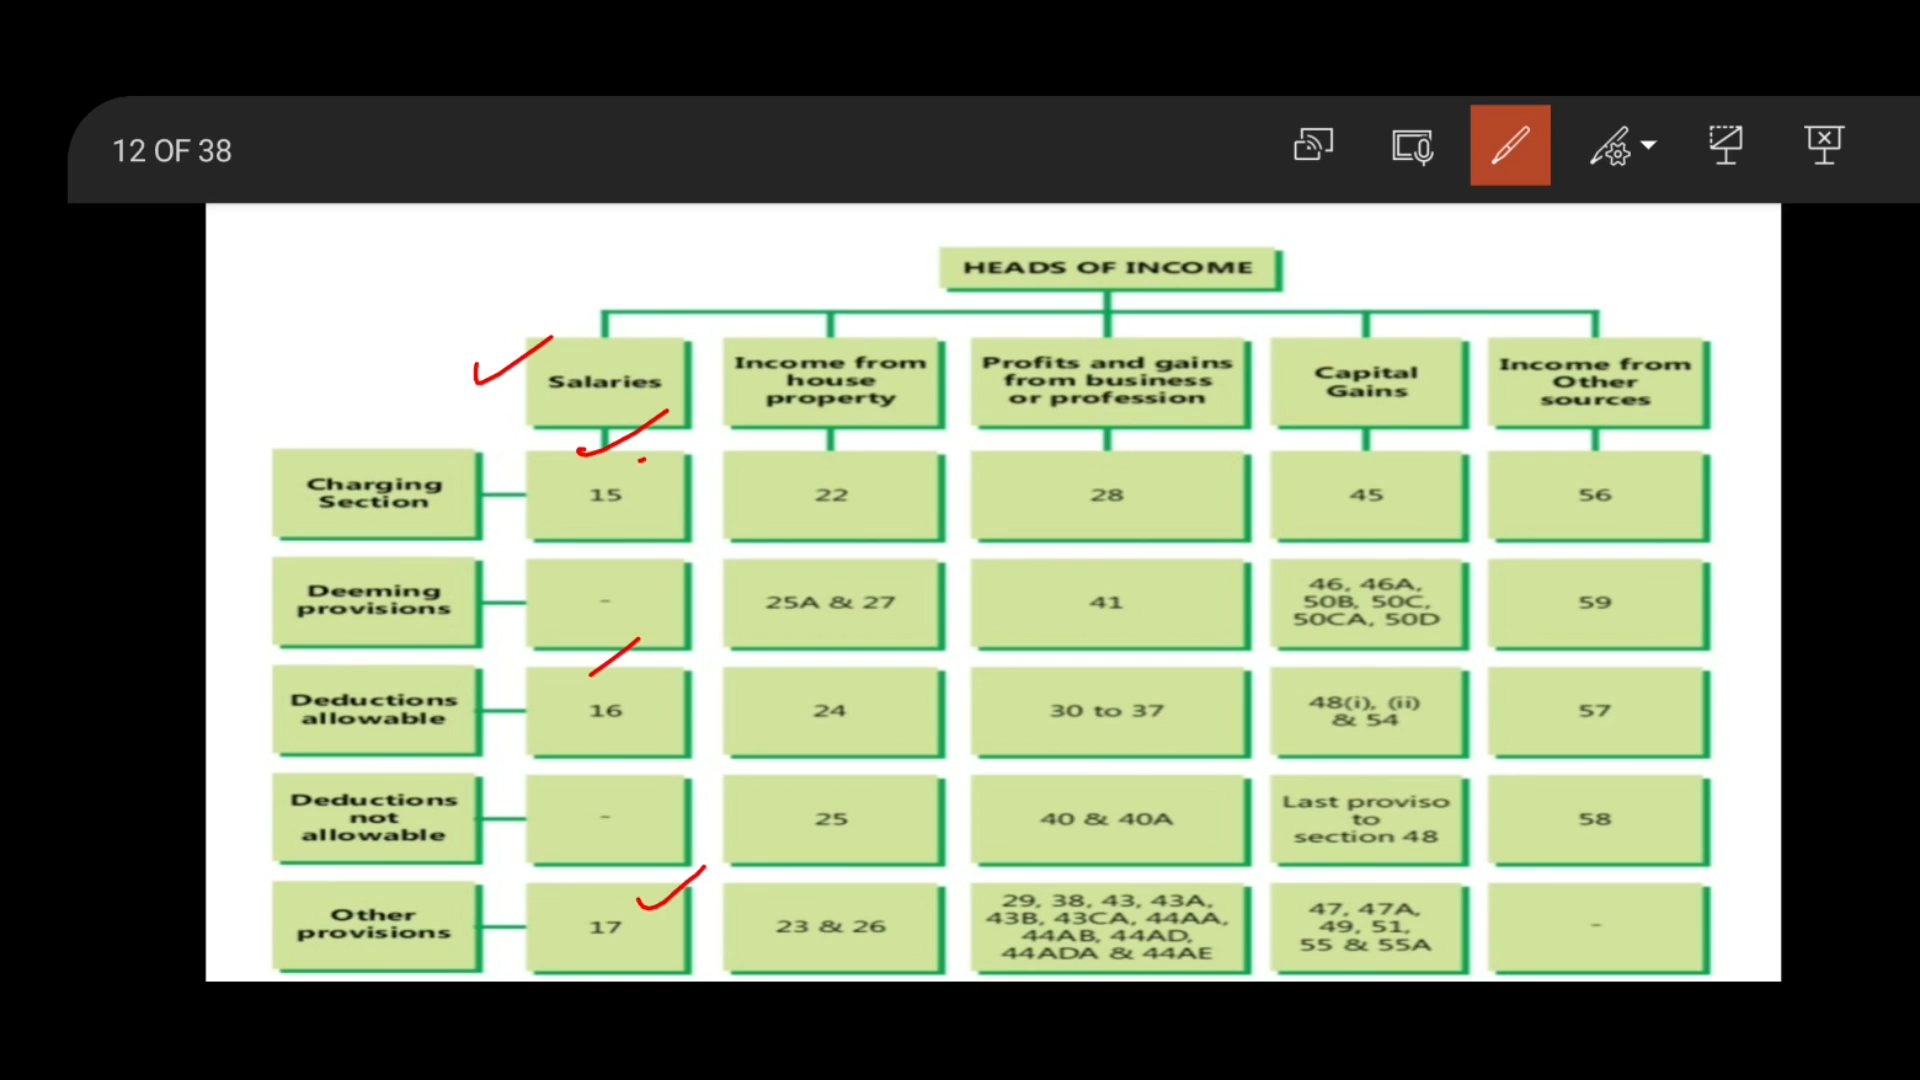 12 OF 38
HEADS OF INCOME
Salaries
Income from
house
property
Profits and gains
from business
or profession
Capital
Gains
Income from
Other
sources
Charging
Section
15
22
28
45
56
Deeming
provisions
-
25A & 27
41
46, 46A,
50B, 50C,
50CA, 50D
59
Deductions
allowable
16
24
30 to 37
48(i), (ii)
& 54
57
Deductions
not
allowable
-
25
40 & 40A
Last proviso
to
section 48
58
Other
provisions
17
23 & 26
29, 38, 43, 43A,
43B, 43CA, 44AA,
44AB, 44AD,
44ADA & 44AE
47, 47A,
49, 51,
55 & 55A
-